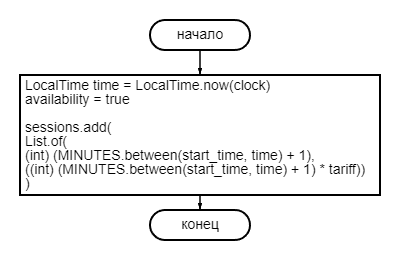 начало
LocalTime time = LocalTime.now(clock)
availability = true
sessions.add(
List.of(
(int) (MINUTES.between(start_time, time) + 1),
((int) (MINUTES.between(start_time, time) + 1) * tariff))
)
конец